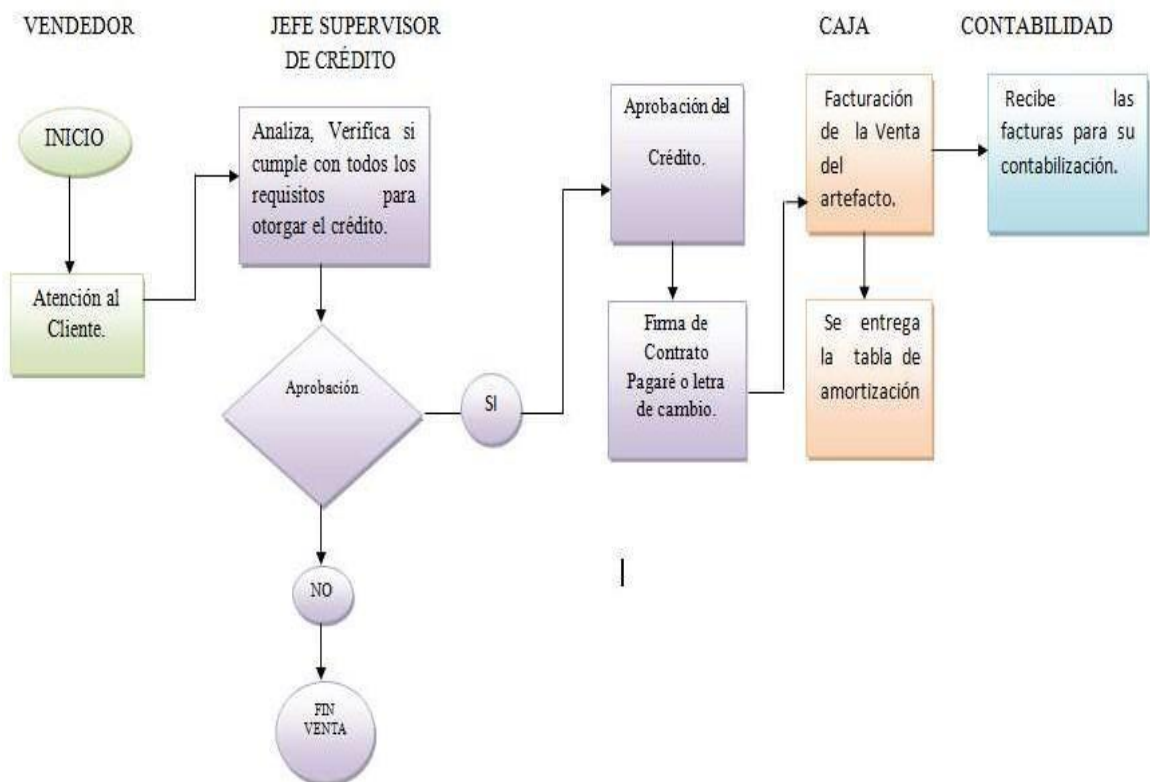 VENDEDOR
JEFE SUPERVISOR
DE CRÉDITO
CAJA
CONTABILIDAD
INICIO
Atención al
Cliente.
Analiza, Verifica si
cumple con todos los
requisitos para
otorgar el crédito.
Aprobación
SI
NO
FIN
VENTA
Aprobación del
Crédito.
Firma de
Contrato
Pagaré o letra
de cambio.
Facturación
de la Venta
del
artefacto.
Se entrega
la tabla de
amortización
Recibe las
facturas para su
contabilización.